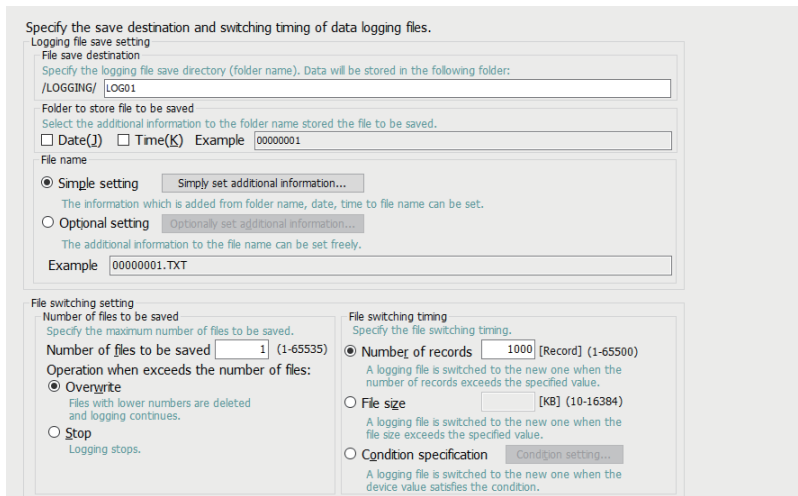 Specify the save destination and switching timing of data logging files.
Logging file save setting
File save destination
Specify the logging file save directory (folder name). Data will be stored in the following folder:
/LOGGING/ LOG01
Folder to store file to be saved
Select the additional information to the folder name stored the file to be saved.
Date(J) Time(K) Example 00000001
File name
Simple setting Simply set additional information...
The information which is added from folder name, date, time to file name can be set.
Optional setting Optionally set additional information...
The additional information to the file name can be set freely.
Example 00000001.TXT
File switching setting
Number of files to be saved
Specify the maximum number of files to be saved.
Number of files to be saved 1 (1-65535)
Operation when exceeds the number of files:
Overwrite
Files with lower numbers are deleted
and logging continues.
Stop
Logging stops.
File switching timing
Specify the file switching timing.
Number of records 1000 [Record] (1-65500)
A logging file is switched to the new one when the
number of records exceeds the specified value.
File size [KB] (10-16384)
A logging file is switched to the new one when the
file size exceeds the specified value.
Condition specification Condition setting...
A logging file is switched to the new one when the
device value satisfies the condition.